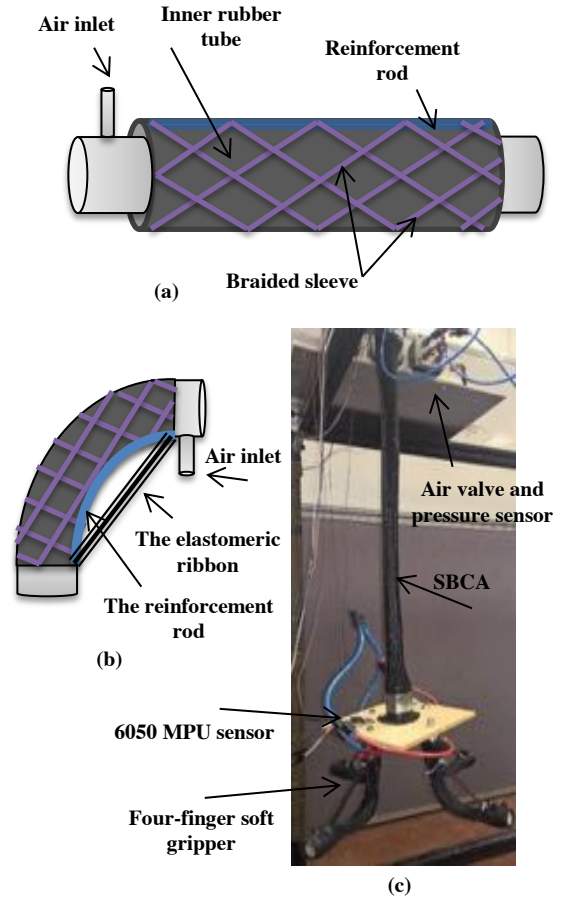 Air inlet
Inner rubber
tube
Reinforcement
rod
Braided sleeve
(a)
Air inlet
The elastomeric
ribbon
The reinforcement
rod
(b)
Air valve and
pressure sensor
SBCA
6050 MPU sensor
Four-finger soft
gripper
(c)